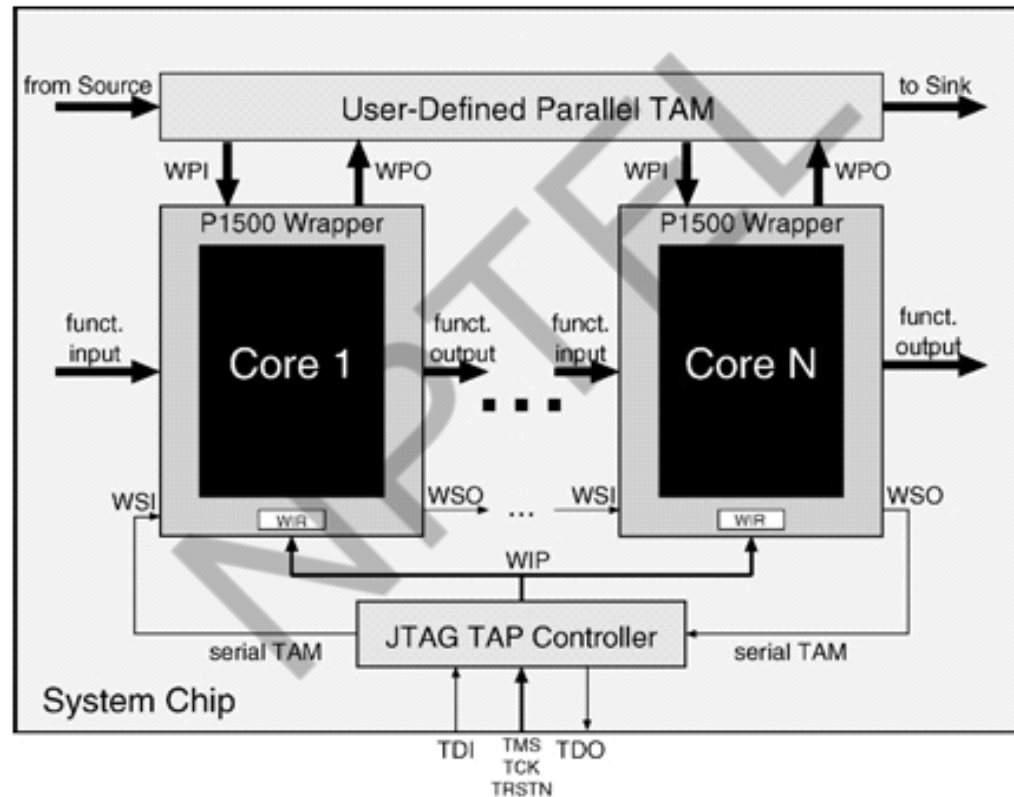 from Source
to Sink
User-Defined Parallel TAM
WPI
WPO
WPI
WPO
P1500 Wrapper
P1500 Wrapper
funct.
input
Core 1
funct.
output
funct.
input
Core N
funct.
output
WSI
WSO
...
WSI
WSO
WIR
WIR
WIP
JTAG TAP Controller
serial TAM
serial TAM
System Chip
TDI
TMS
TCK
TRSTN
TDO
NPTEL